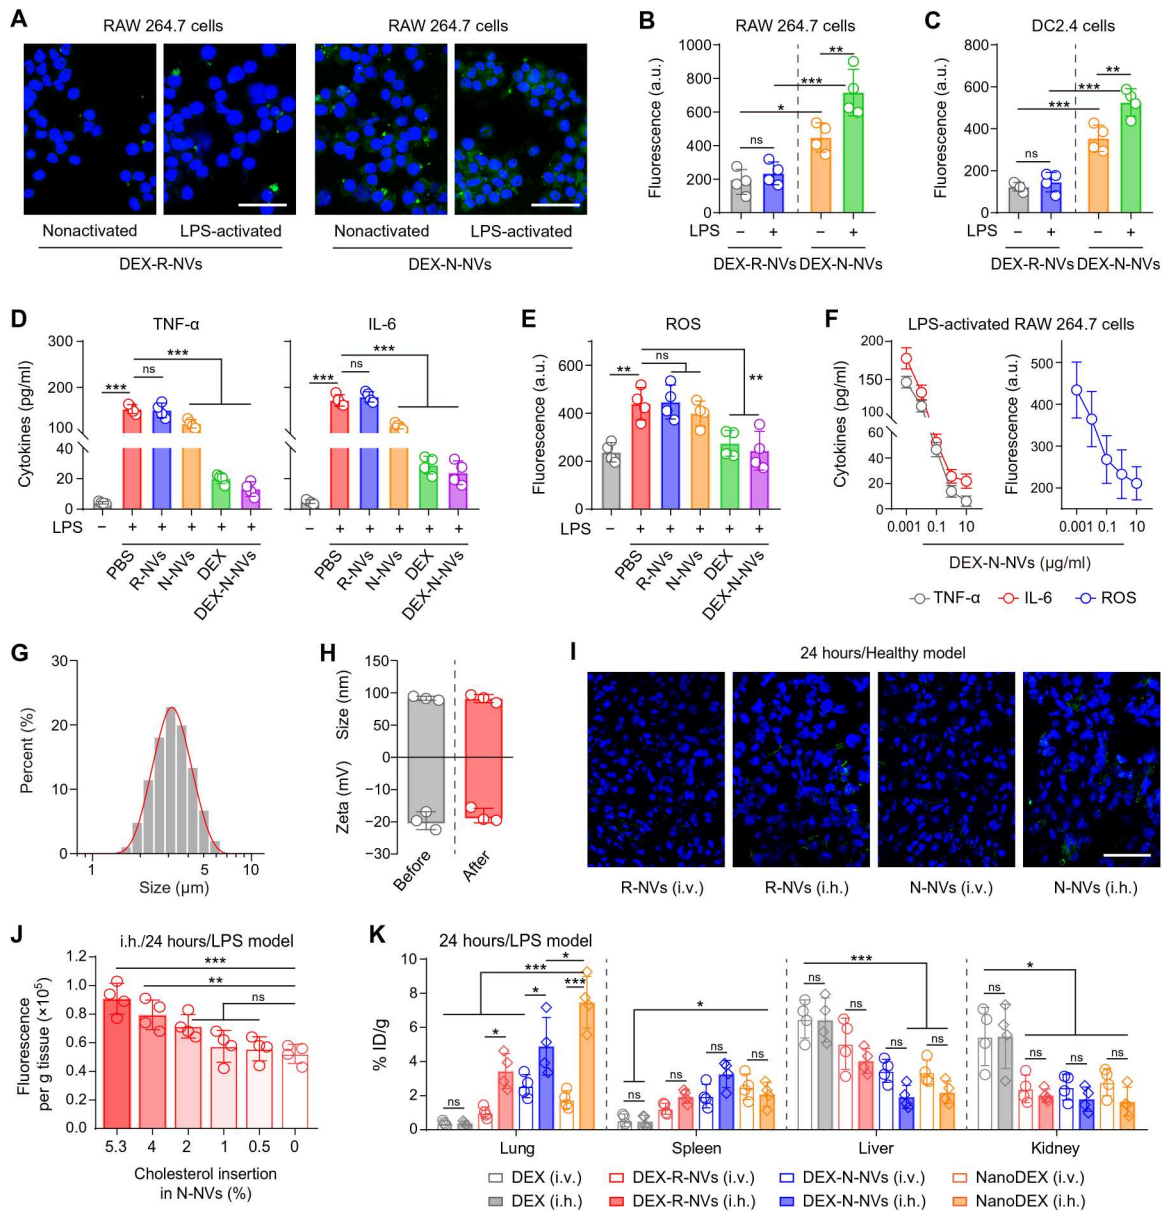 A
RAW 264.7 cells
RAW 264.7 cells
Nonactivated
LPS-activated
Nonactivated
LPS-activated
DEX-R-NVs
DEX-N-NVs
B
RAW 264.7 cells
Fluorescence (a.u.)
1000
800
600
400
200
0
ns
*
***
**
LPS
− + − +
DEX-R-NVs DEX-N-NVs
C
DC2.4 cells
Fluorescence (a.u.)
800
600
400
200
0
ns
***
***
**
LPS
− + − +
DEX-R-NVs DEX-N-NVs
D
TNF-α
Cytokines (pg/ml)
300
200
100
40
20
0
***
ns
***
IL-6
***
ns
***
LPS
− + + + + +
− + + + + +
PBS
R-NVs
N-NVs
DEX
DEX-N-NVs
PBS
R-NVs
N-NVs
DEX
DEX-N-NVs
E
ROS
Fluorescence (a.u.)
600
400
200
0
**
ns
**
LPS
− + + + + +
PBS
R-NVs
N-NVs
DEX
DEX-N-NVs
F
LPS-activated RAW 264.7 cells
Cytokines (pg/ml)
200
150
100
60
40
20
0
0.001 0.1 10
Fluorescence (a.u.)
500
400
300
200
0.001 0.1 10
DEX-N-NVs (μg/ml)
TNF-α IL-6 ROS
G
Percent (%)
30
20
10
0
1 5 10
Size (μm)
H
Size (nm)
Zeta (mV)
150
100
50
0
−10
−20
−30
Before
After
I
24 hours/Healthy model
R-NVs (i.v.)
R-NVs (i.h.)
N-NVs (i.v.)
N-NVs (i.h.)
J
i.h./24 hours/LPS model
Fluorescence
per g tissue (×10⁵)
1.2
1.0
0.8
0.6
0.4
0.2
0.0
***
**
ns
5.3 4 2 1 0.5 0
Cholesterol insertion
in N-NVs (%)
K
24 hours/LPS model
% ID/g
10
8
6
4
2
0
ns
*
***
*
*
***
*
ns
ns
ns
***
ns
ns
ns
ns
*
ns
ns
ns
ns
Lung
Spleen
Liver
Kidney
DEX (i.v.) DEX-R-NVs (i.v.) DEX-N-NVs (i.v.) NanoDEX (i.v.)
DEX (i.h.) DEX-R-NVs (i.h.) DEX-N-NVs (i.h.) NanoDEX (i.h.)